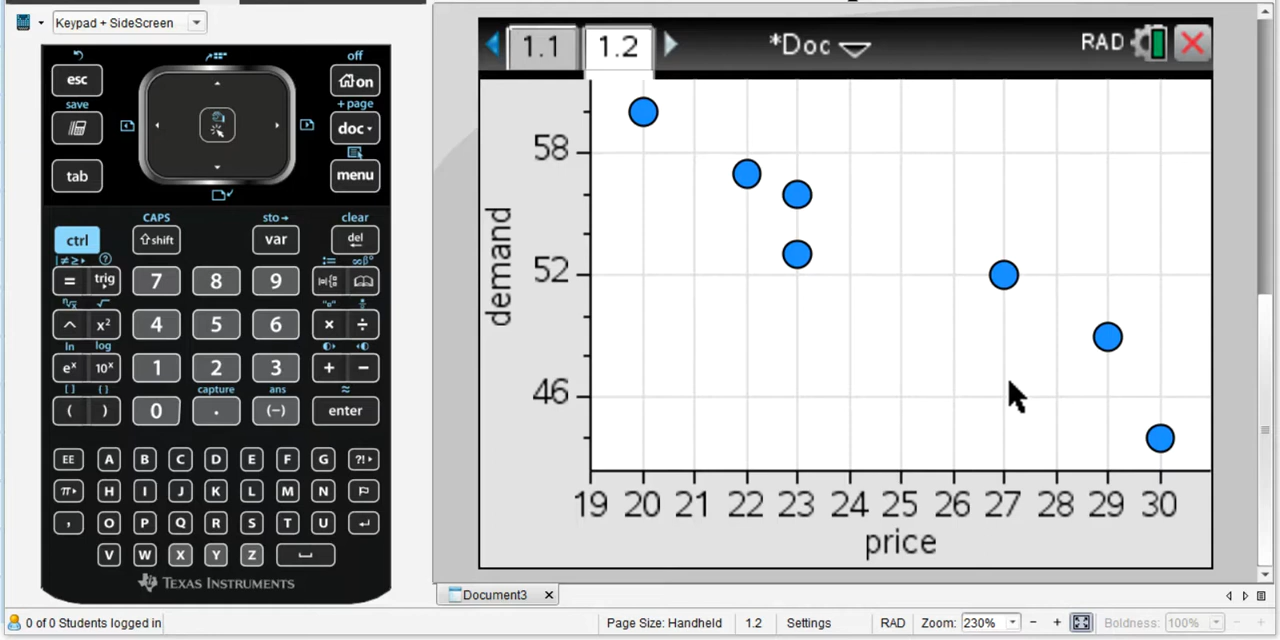 Keypad + SideScreen
esc
off
on
save
+ page
doc
tab
menu
CAPS
sto→
clear
ctrl
⇧shift
var
del
|≠≥▸
:=
∞β°
=
trig
7
8
9
ⁿ√x
√
"□"
^
x²
4
5
6
×
÷
ln
log
eˣ
10ˣ
1
2
3
+
−
[ ]
{ }
capture
ans
≈
(
)
0
.
(−)
enter
EE
A
B
C
D
E
F
G
?!▸
π▸
H
I
J
K
L
M
N
,
O
P
Q
R
S
T
U
V
W
X
Y
Z
TEXAS INSTRUMENTS
1.1
1.2
*Doc
RAD
58
52
46
demand
19 20 21 22 23 24 25 26 27 28 29 30
price
Document3
0 of 0 Students logged in
Page Size: Handheld
1.2
Settings
RAD
Zoom: 230%
− +
Boldness: 100%
− +